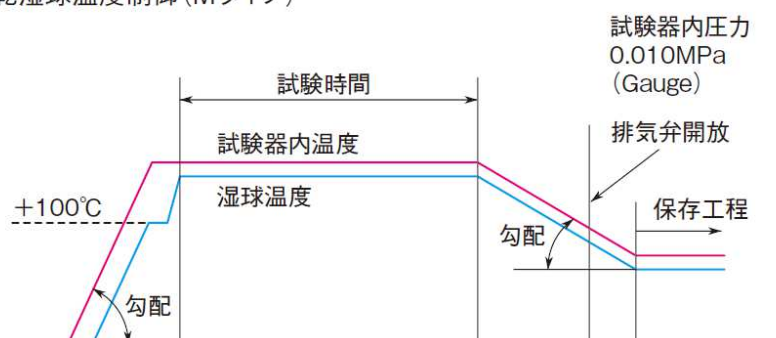 試験器内圧力
0.010MPa
(Gauge)
試験時間
排気弁開放
試験器内温度
湿球温度
+100℃
保存工程
勾配
勾配